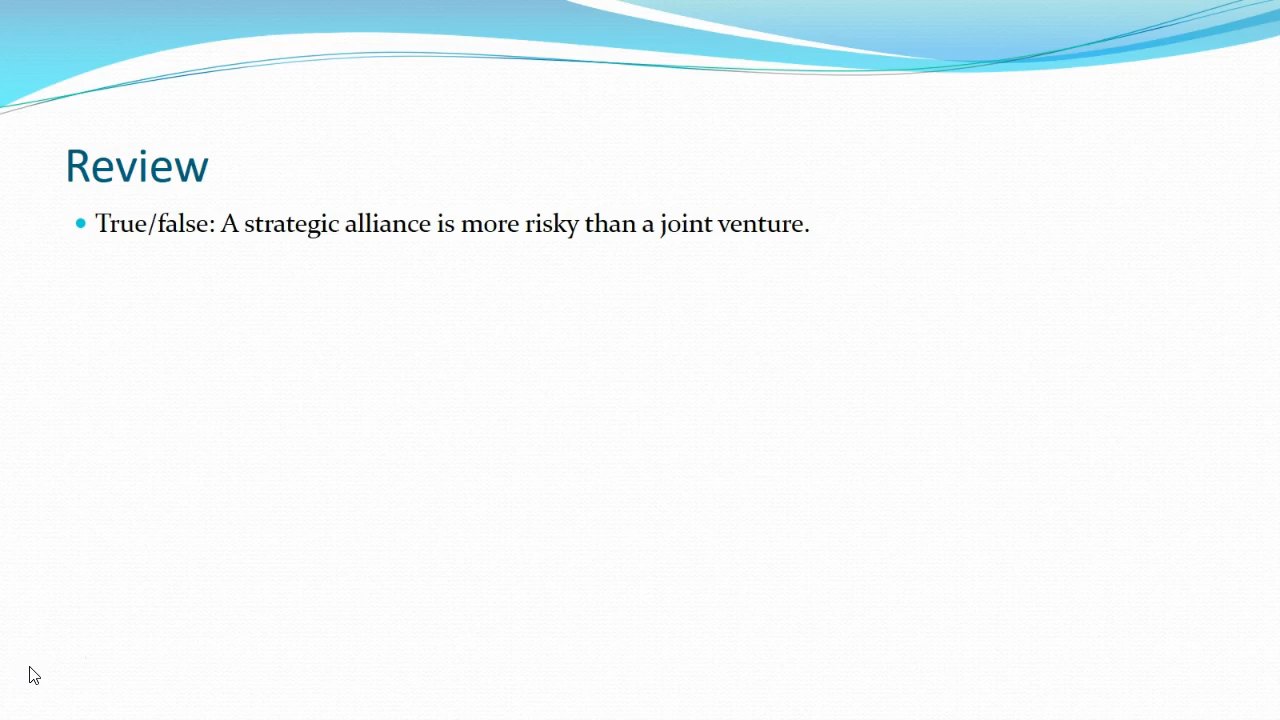 Review
True/false: A strategic alliance is more risky than a joint venture.